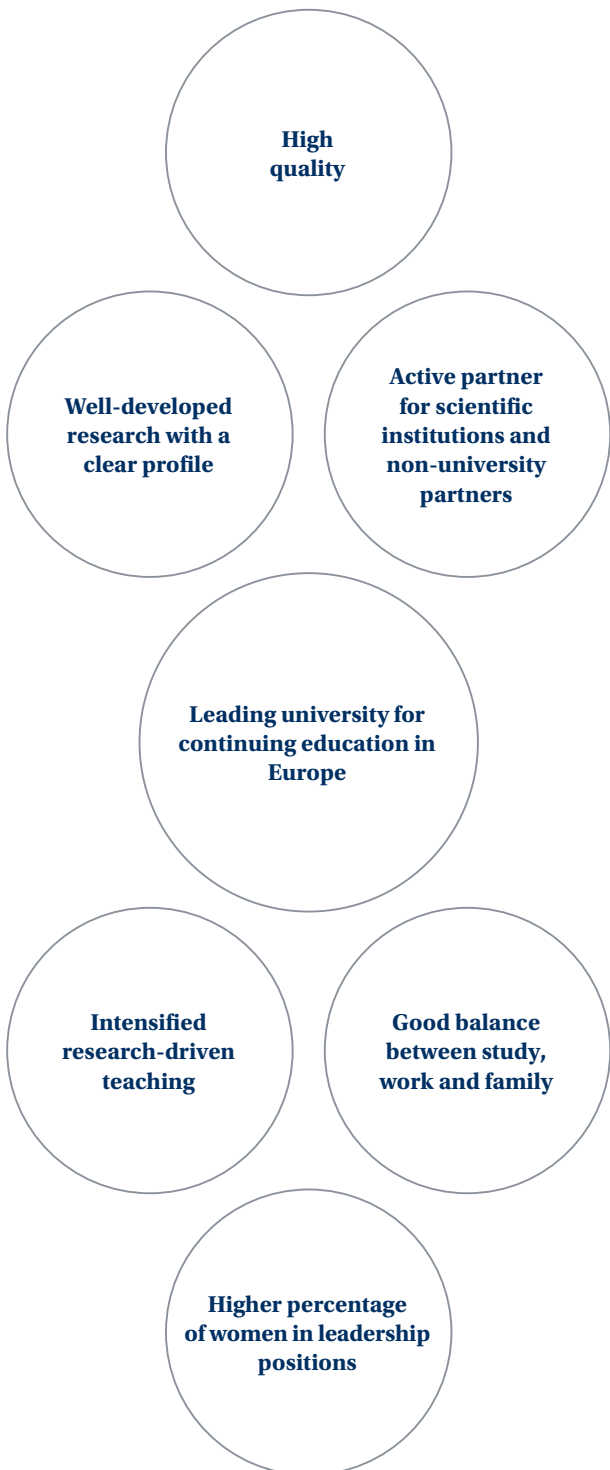 High
quality
Well-developed
research with a
clear profile
Active partner
for scientific
institutions and
non-university
partners
Leading university for
continuing education in
Europe
Intensified
research-driven
teaching
Good balance
between study,
work and family
Higher percentage
of women in leadership
positions